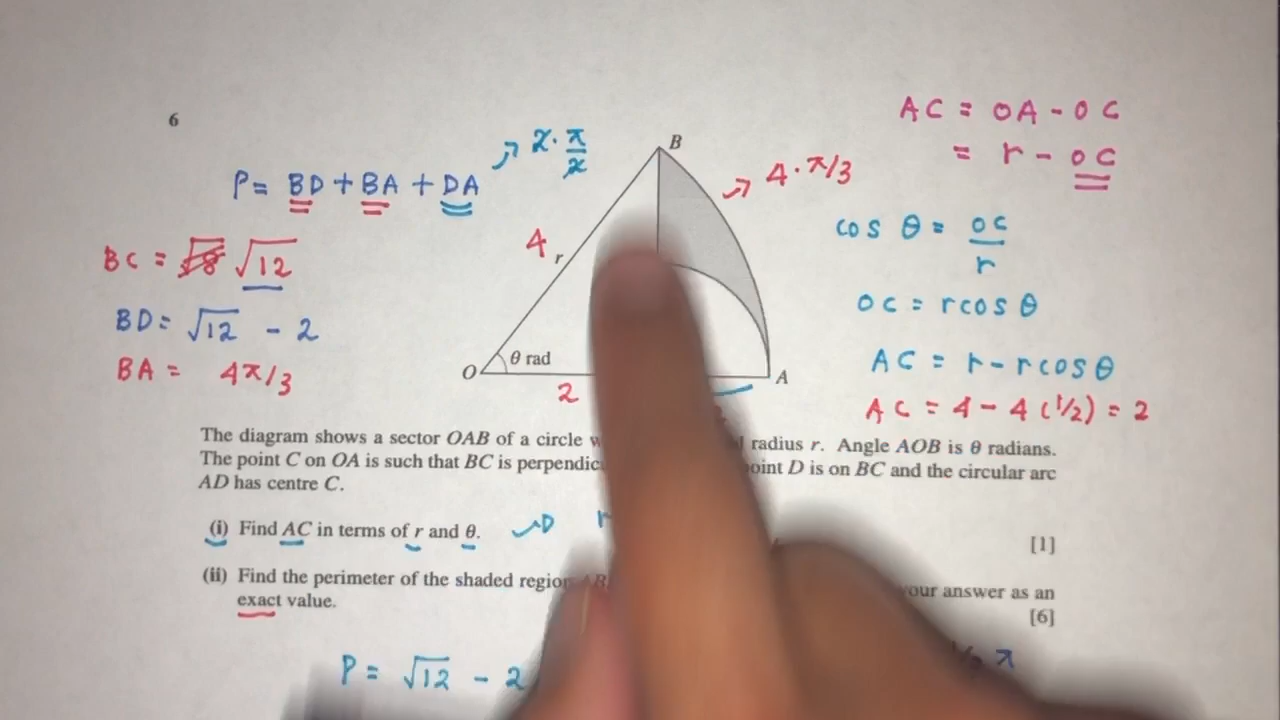 6
P = BD + BA + DA
2 · π/2
BC = √12
BD = √12 - 2
BA = 4π/3
B
4 · π/3
4
r
O
θ rad
2
A
AC = OA - OC
= r - OC
cos θ = OC/r
OC = r cos θ
AC = r - r cos θ
AC = 4 - 4(1/2) = 2
The diagram shows a sector OAB of a circle radius r. Angle AOB is θ radians.
The point C on OA is such that BC is D is on BC and the circular arc
AD has centre C.
(i) Find AC in terms of r and θ. [1]
(ii) Find the perimeter of the shaded region your answer as an
exact value. [6]
P = √12 - 2 π